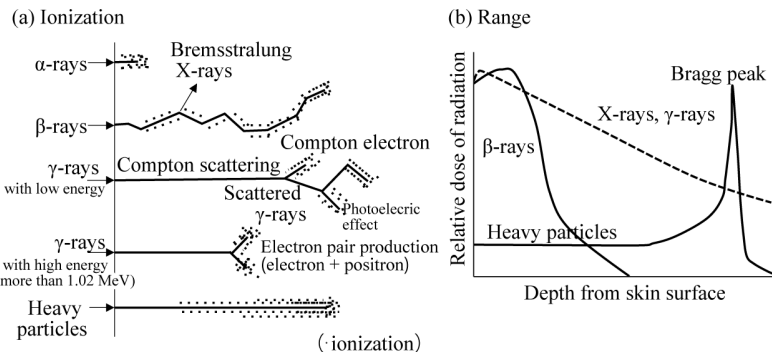 (a) Ionization
α-rays
Bremsstralung
X-rays
β-rays
Compton electron
γ-rays
with low energy
Compton scattering
Scattered
γ-rays
Photoelecric
effect
γ-rays
with high energy
more than 1.02 MeV)
Electron pair production
(electron + positron)
Heavy
particles
(·ionization)
(b) Range
Relative dose of radiation
Bragg peak
X-rays, γ-rays
β-rays
Heavy particles
Depth from skin surface